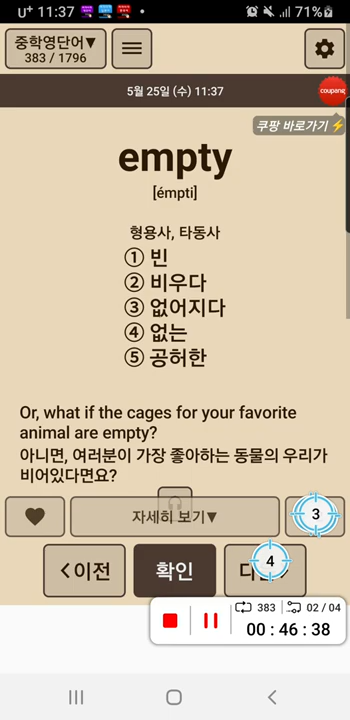 U+ 11:37 71%
중학영단어▼
383 / 1796
5월 25일 (수) 11:37
coupang
쿠팡 바로가기⚡
empty
[émpti]
형용사, 타동사
① 빈
② 비우다
③ 없어지다
④ 없는
⑤ 공허한
Or, what if the cages for your favorite
animal are empty?
아니면, 여러분이 가장 좋아하는 동물의 우리가
비어있다면요?
자세히 보기▼
3
<이전
확인
4
383
02 / 04
00 : 46 : 38